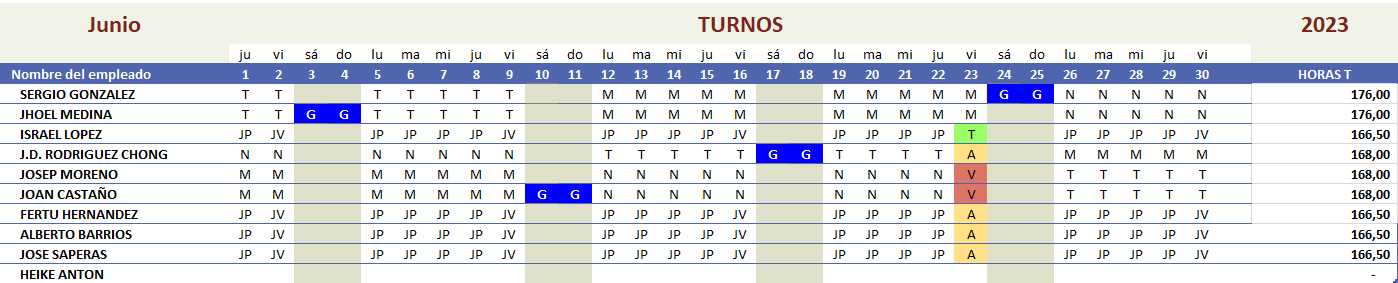 Junio TURNOS 2023
ju vi sá do lu ma mi ju vi sá do lu ma mi ju vi sá do lu ma mi ju vi sá do lu ma mi ju vi
Nombre del empleado 1 2 3 4 5 6 7 8 9 10 11 12 13 14 15 16 17 18 19 20 21 22 23 24 25 26 27 28 29 30 HORAS T
SERGIO GONZALEZ T T T T T T T M M M M M M M M M M G G N N N N N 176,00
JHOEL MEDINA T T G G T T T T T M M M M M M M M M M N N N N N 176,00
ISRAEL LOPEZ JP JV JP JP JP JP JV JP JP JP JP JV JP JP JP JP T JP JP JP JP JV 166,50
J.D. RODRIGUEZ CHONG N N N N N N N T T T T T G G T T T T A M M M M M 168,00
JOSEP MORENO M M M M M M M N N N N N N N N N V T T T T T 168,00
JOAN CASTAÑO M M M M M M M G G N N N N N N N N N V T T T T T 168,00
FERTU HERNANDEZ JP JV JP JP JP JP JV JP JP JP JP JV JP JP JP JP A JP JP JP JP JV 166,50
ALBERTO BARRIOS JP JV JP JP JP JP JV JP JP JP JP JV JP JP JP JP A JP JP JP JP JV 166,50
JOSE SAPERAS JP JV JP JP JP JP JV JP JP JP JP JV JP JP JP JP A JP JP JP JP JV 166,50
HEIKE ANTON -